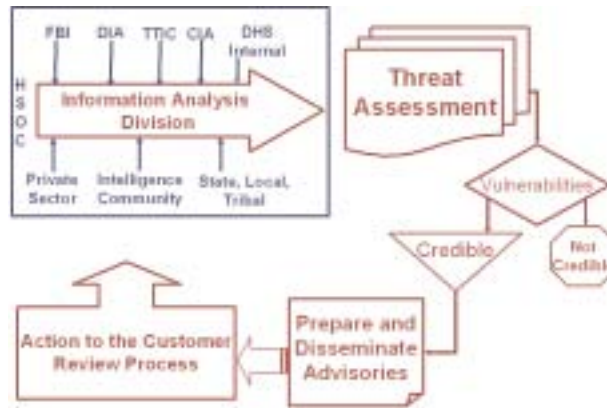 FBI DIA TTIC CIA DHS
Internal
HSOC
Information Analysis
Division
Private
Sector
Intelligence
Community
State, Local,
Tribal
Threat
Assessment
Vulnerabilities
Credible
Not
Credible
Prepare and
Disseminate
Advisories
Action to the Customer
Review Process